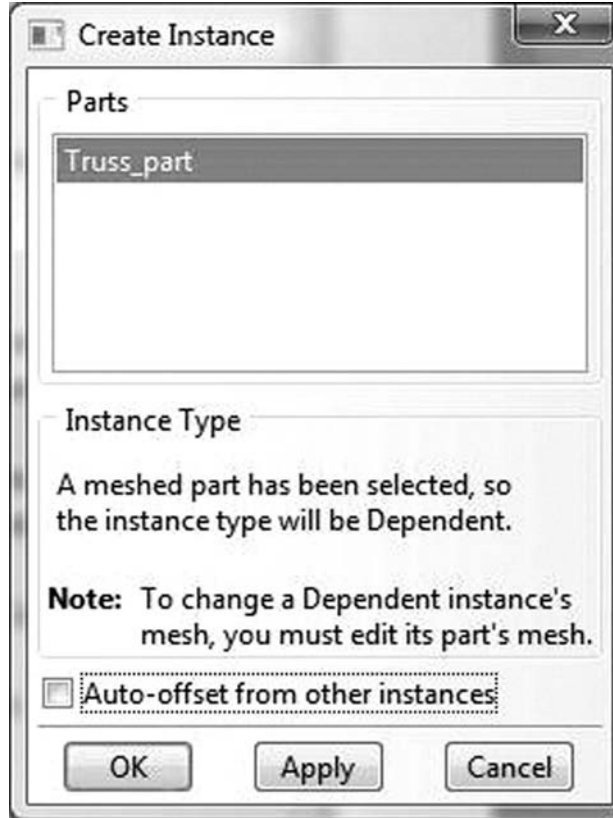 Create Instance
Parts
Truss_part
Instance Type
A meshed part has been selected, so
the instance type will be Dependent.
Note: To change a Dependent instance's
mesh, you must edit its part's mesh.
Auto-offset from other instances
OK Apply Cancel